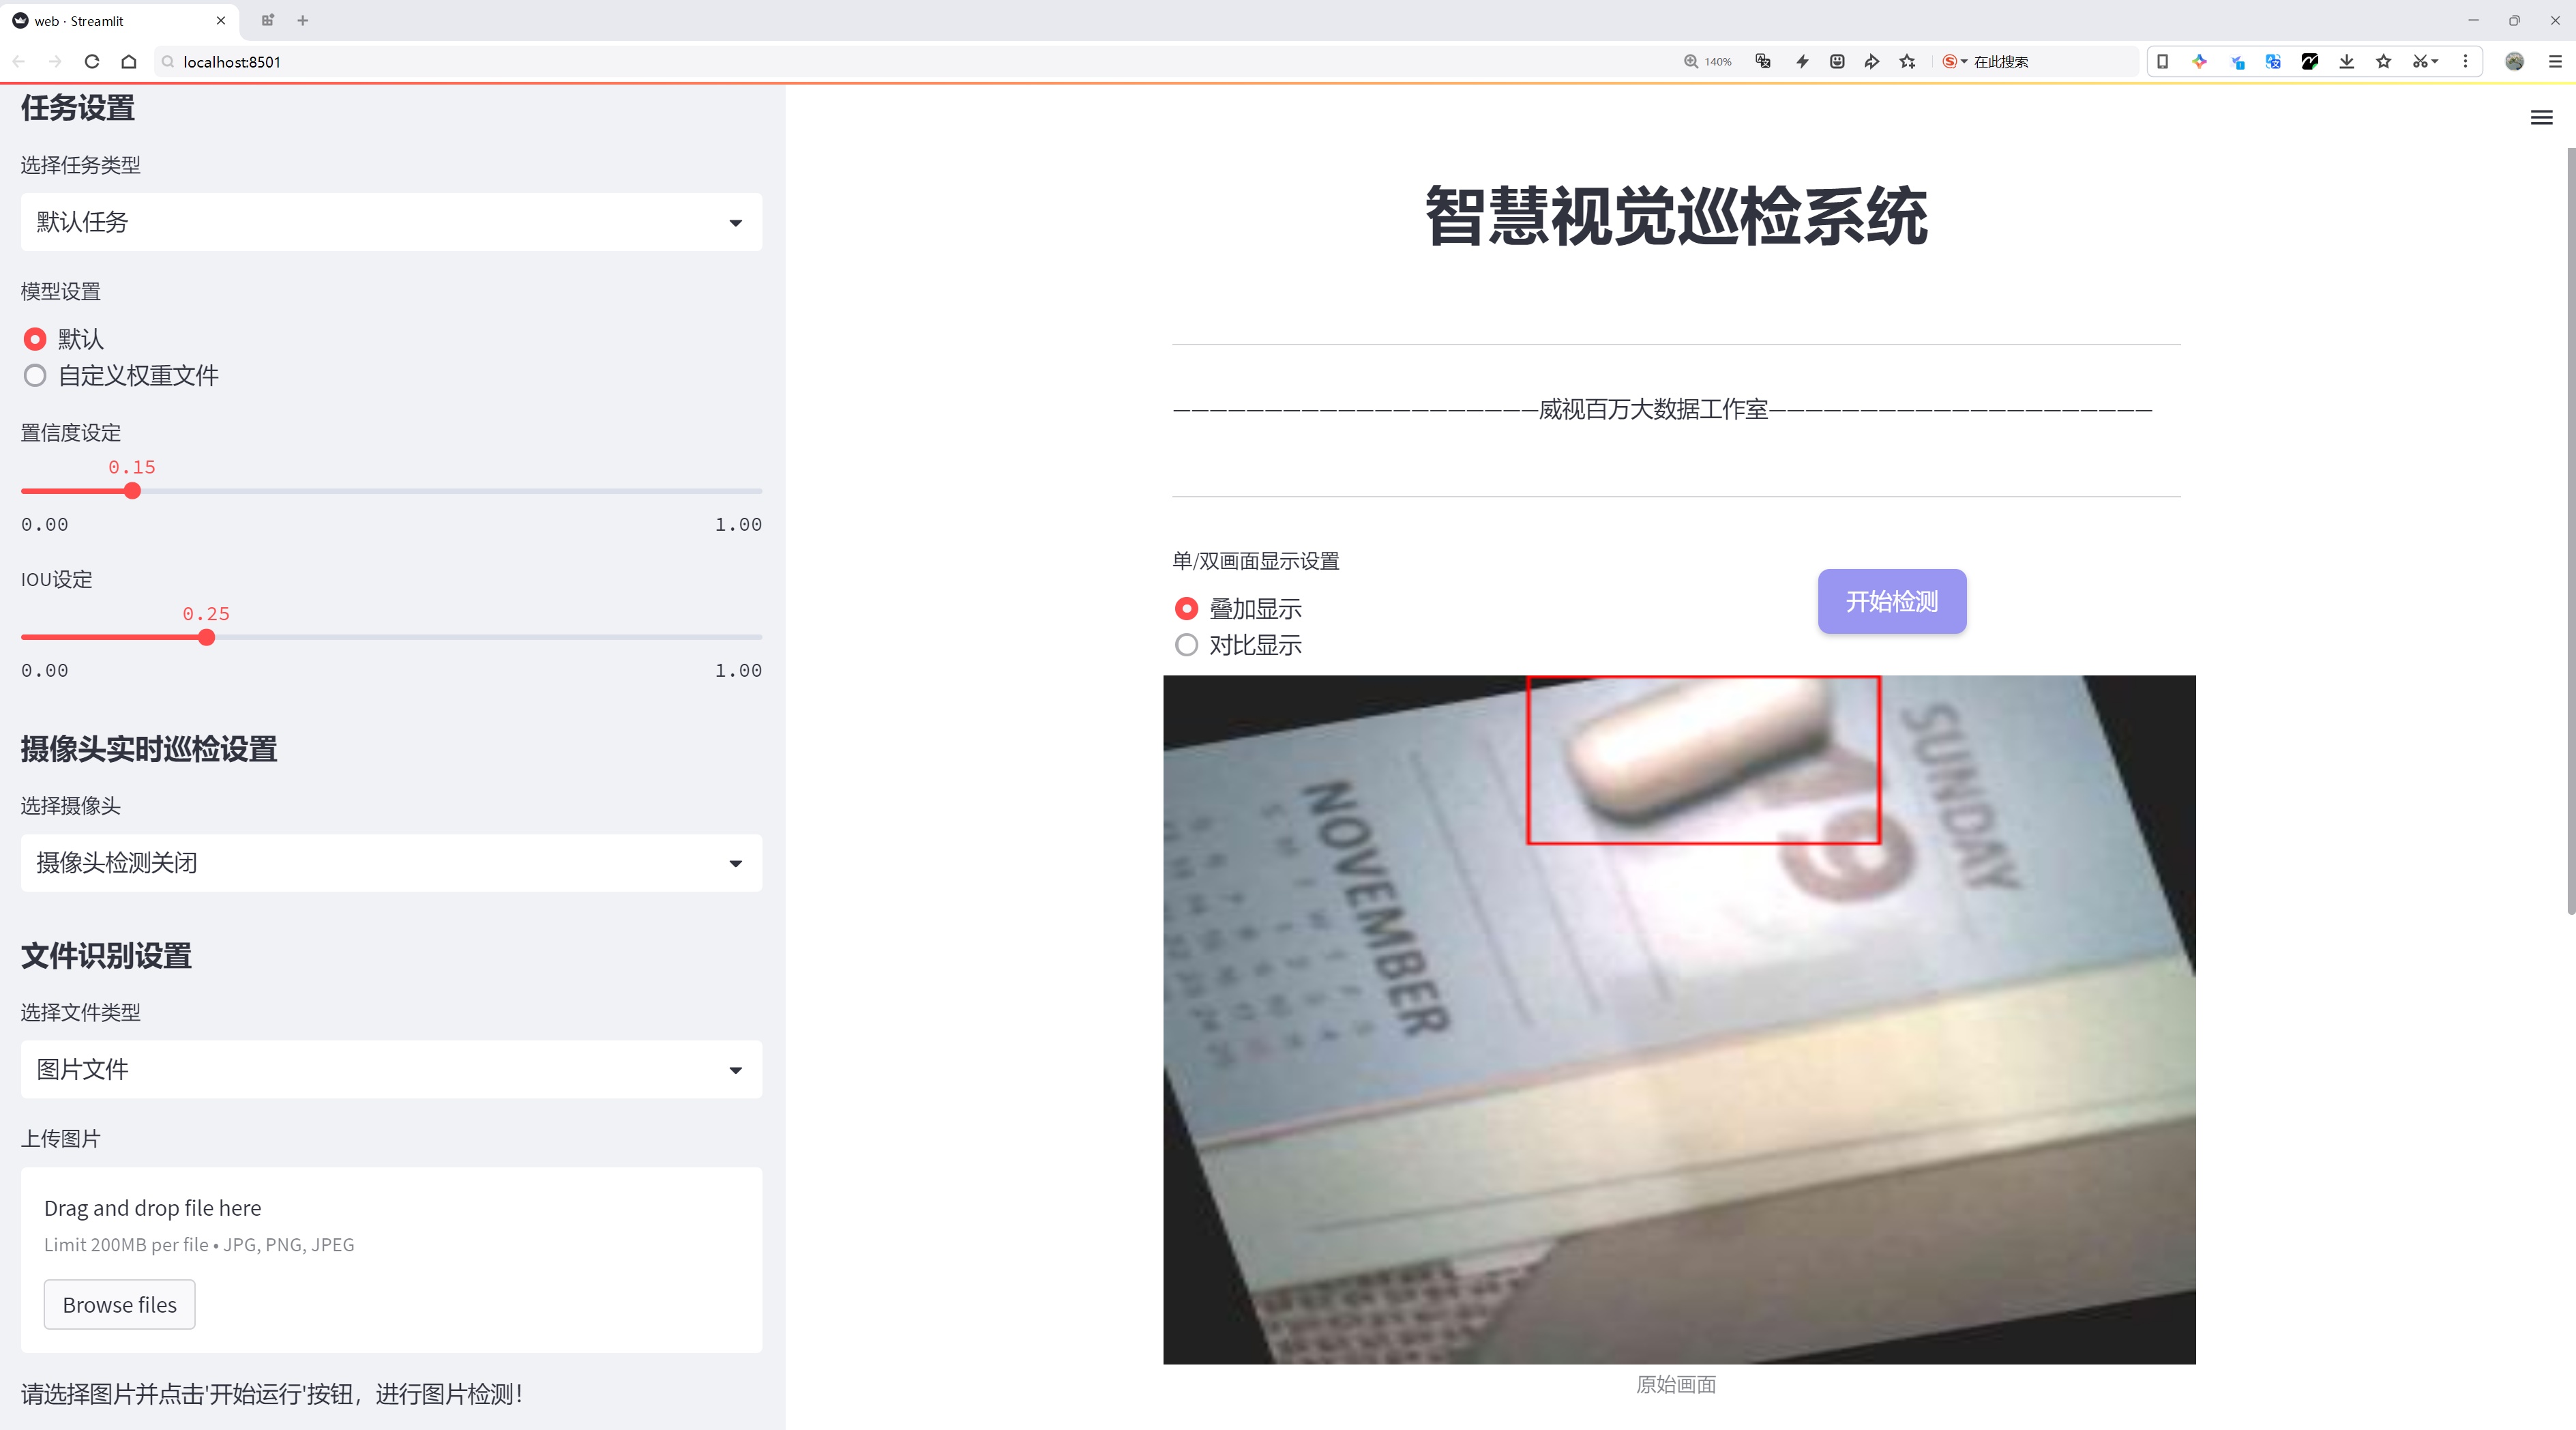 web · Streamlit
localhost:8501
140%
在此搜索
任务设置
选择任务类型
默认任务
模型设置
默认
自定义权重文件
置信度设定
0.15
0.00
1.00
IOU设定
0.25
0.00
1.00
摄像头实时巡检设置
选择摄像头
摄像头检测关闭
文件识别设置
选择文件类型
图片文件
上传图片
Drag and drop file here
Limit 200MB per file • JPG, PNG, JPEG
Browse files
请选择图片并点击'开始运行'按钮，进行图片检测！
智慧视觉巡检系统
————————————————————威视百万大数据工作室—————————————————————
单/双画面显示设置
叠加显示
对比显示
开始检测
SUNDAY
9
NOVEMBER
原始画面